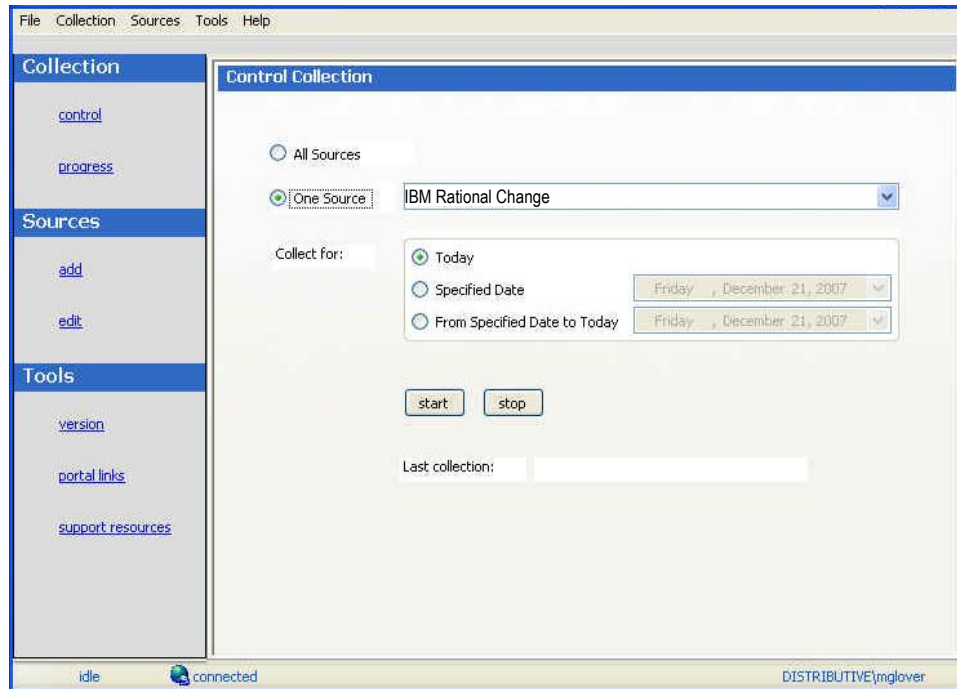 File Collection Sources Tools Help
Collection
control
progress
Sources
add
edit
Tools
version
portal links
support resources
Control Collection
All Sources
One Source IBM Rational Change
Collect for: Today
Specified Date Friday , December 21, 2007
From Specified Date to Today Friday , December 21, 2007
start stop
Last collection:
idle connected DISTRIBUTIVE\mglover